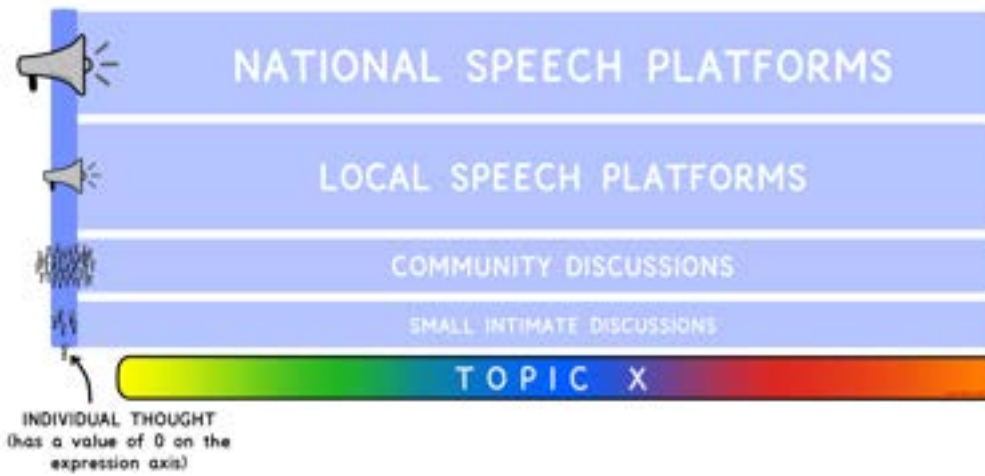 NATIONAL SPEECH PLATFORMS
LOCAL SPEECH PLATFORMS
COMMUNITY DISCUSSIONS
SMALL INTIMATE DISCUSSIONS
TOPIC X
INDIVIDUAL THOUGHT
(has a value of 0 on the
expression axis)